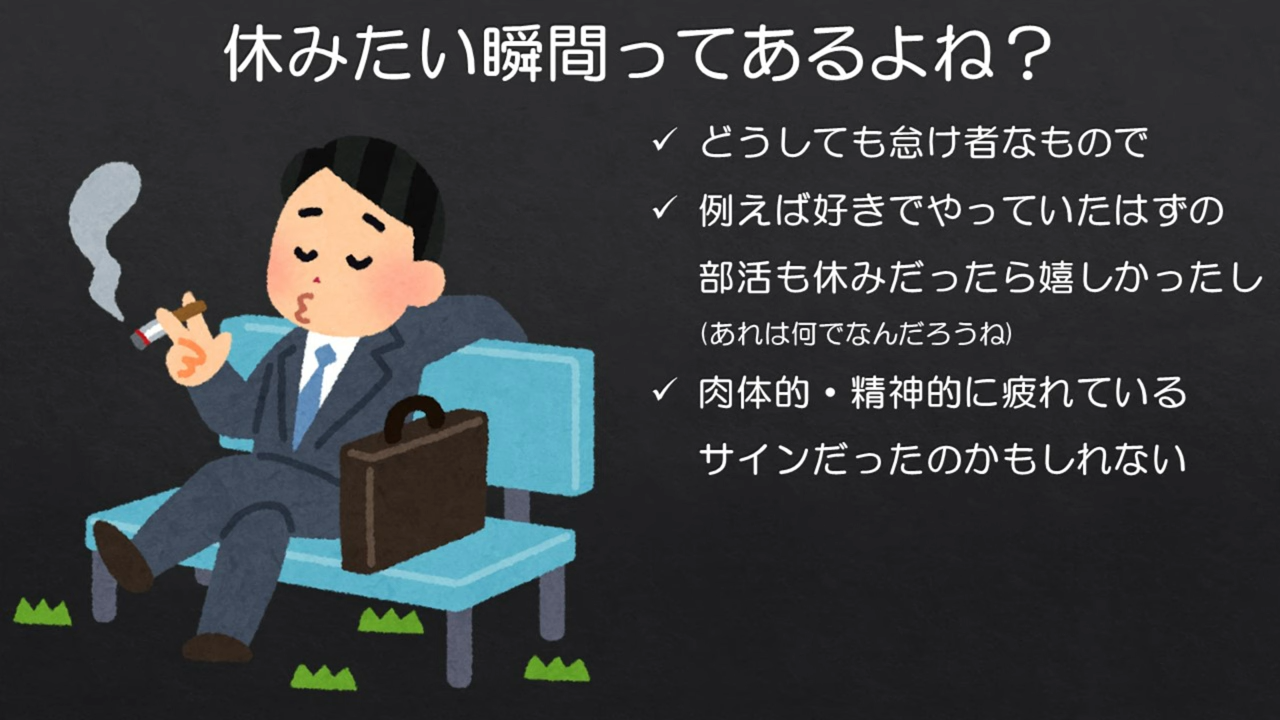 休みたい瞬間ってあるよね？
✓ どうしても怠け者なもので
✓ 例えば好きでやっていたはずの
部活も休みだったら嬉しかったし
(あれは何でなんだろうね)
✓ 肉体的・精神的に疲れている
サインだったのかもしれない